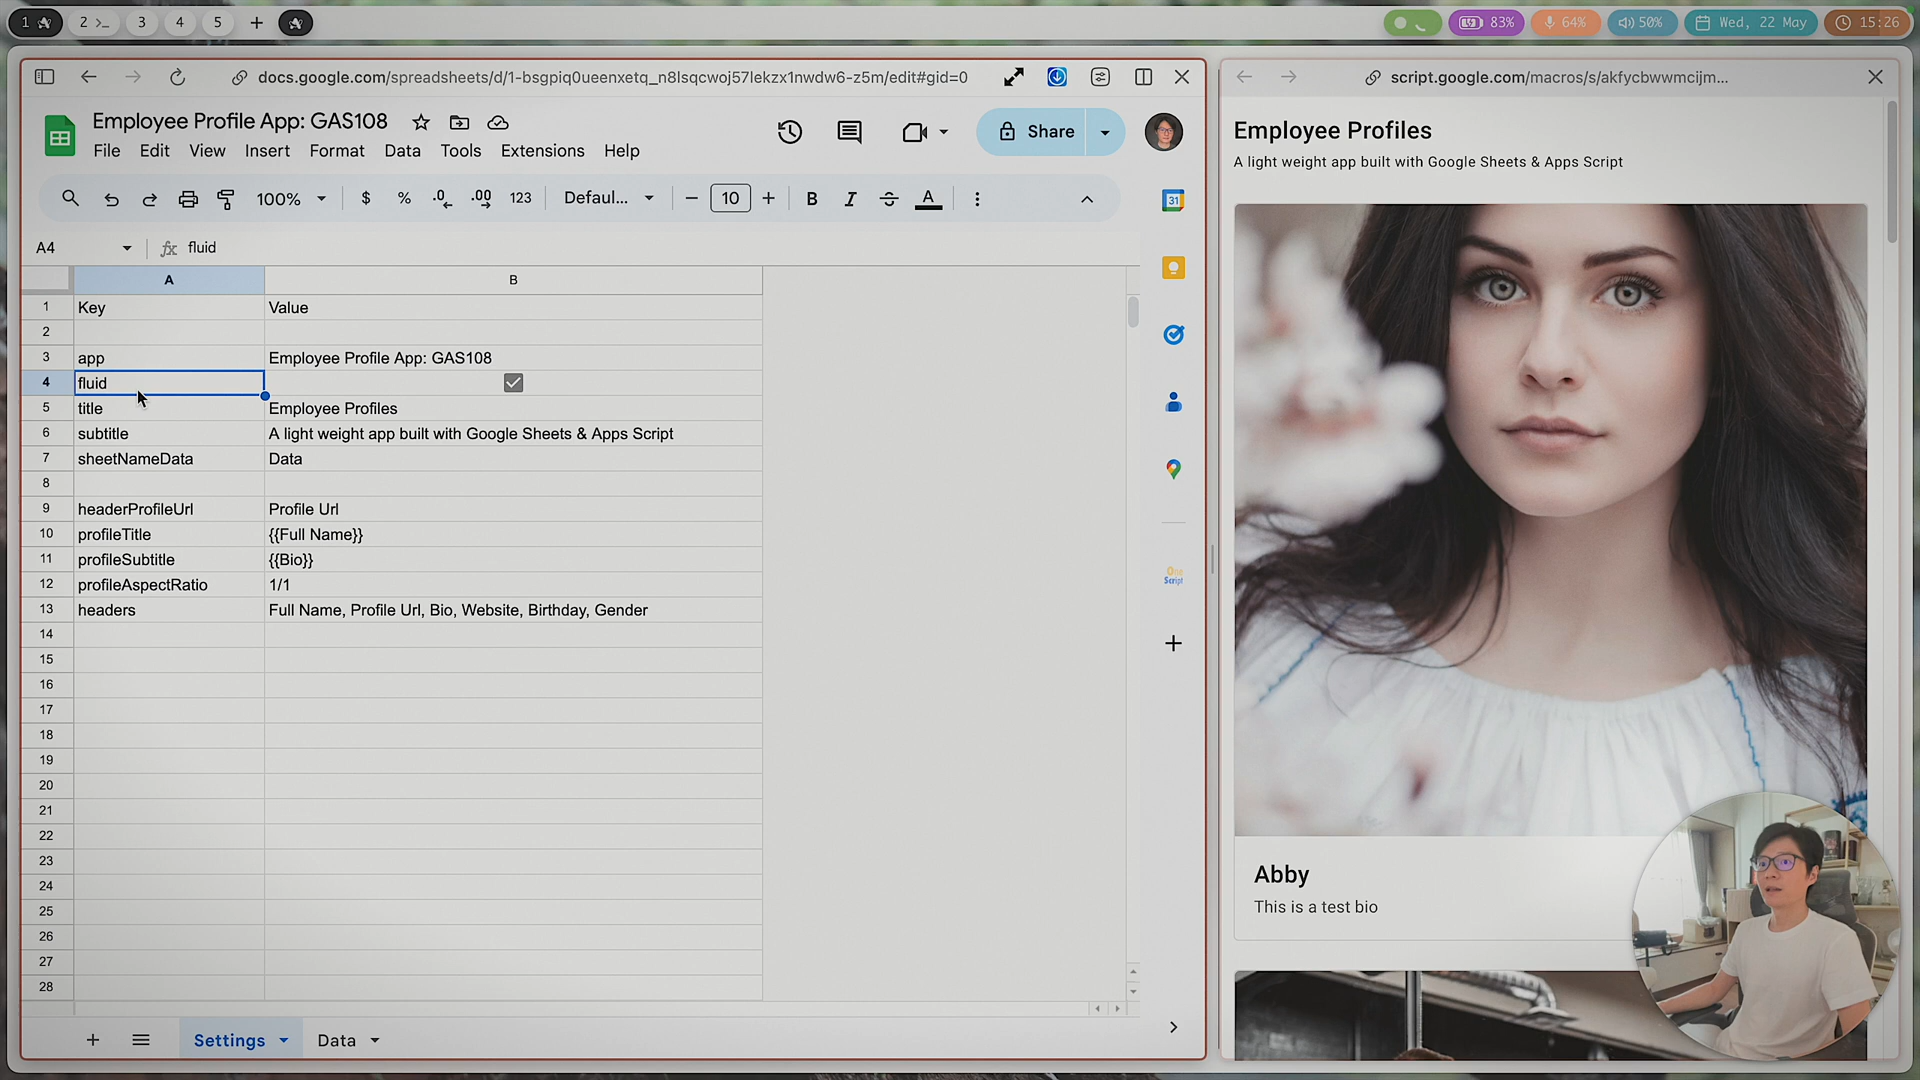 1
2 >_
3
4
5
+
83%
64%
50%
Wed, 22 May
15:26
docs.google.com/spreadsheets/d/1-bsgpiq0ueenxetq_n8lsqcwoj57lekzx1nwdw6-z5m/edit#gid=0
Employee Profile App: GAS108
File Edit View Insert Format Data Tools Extensions Help
Share
100%
$ % .0 .00 123
Defaul...
10
B I S A
A4
fx fluid
A B
1 Key Value
2
3 app Employee Profile App: GAS108
4 fluid
5 title Employee Profiles
6 subtitle A light weight app built with Google Sheets & Apps Script
7 sheetNameData Data
8
9 headerProfileUrl Profile Url
10 profileTitle {{Full Name}}
11 profileSubtitle {{Bio}}
12 profileAspectRatio 1/1
13 headers Full Name, Profile Url, Bio, Website, Birthday, Gender
14
15
16
17
18
19
20
21
22
23
24
25
26
27
28
Settings
Data
31
One
Script
script.google.com/macros/s/akfycbwwmcijm...
Employee Profiles
A light weight app built with Google Sheets & Apps Script
Abby
This is a test bio